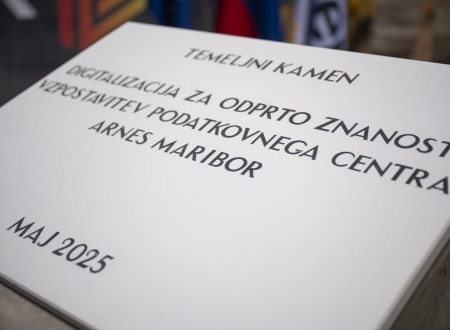 TEMELJNI KAMEN
DIGITALIZACIJA ZA ODPRTO ZNANOST
VZPOSTAVITEV PODATKOVNEGA CENTRA
ARNES MARIBOR
MAJ 2025